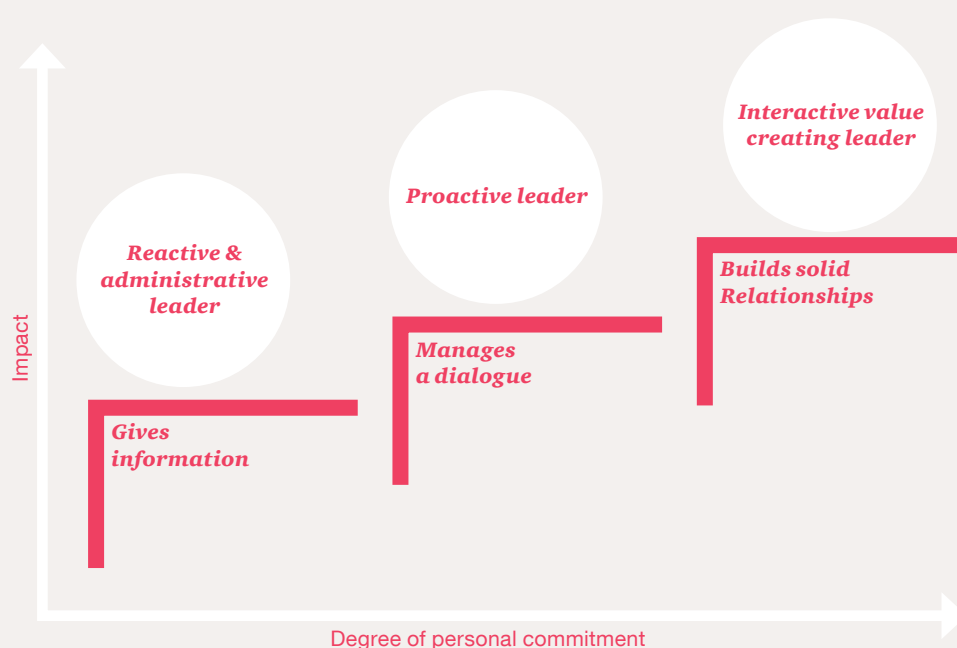 Interactive value
creating leader
Proactive leader
Reactive &
administrative
leader
Builds solid
Relationships
Manages
a dialogue
Gives
information
Impact
Degree of personal commitment